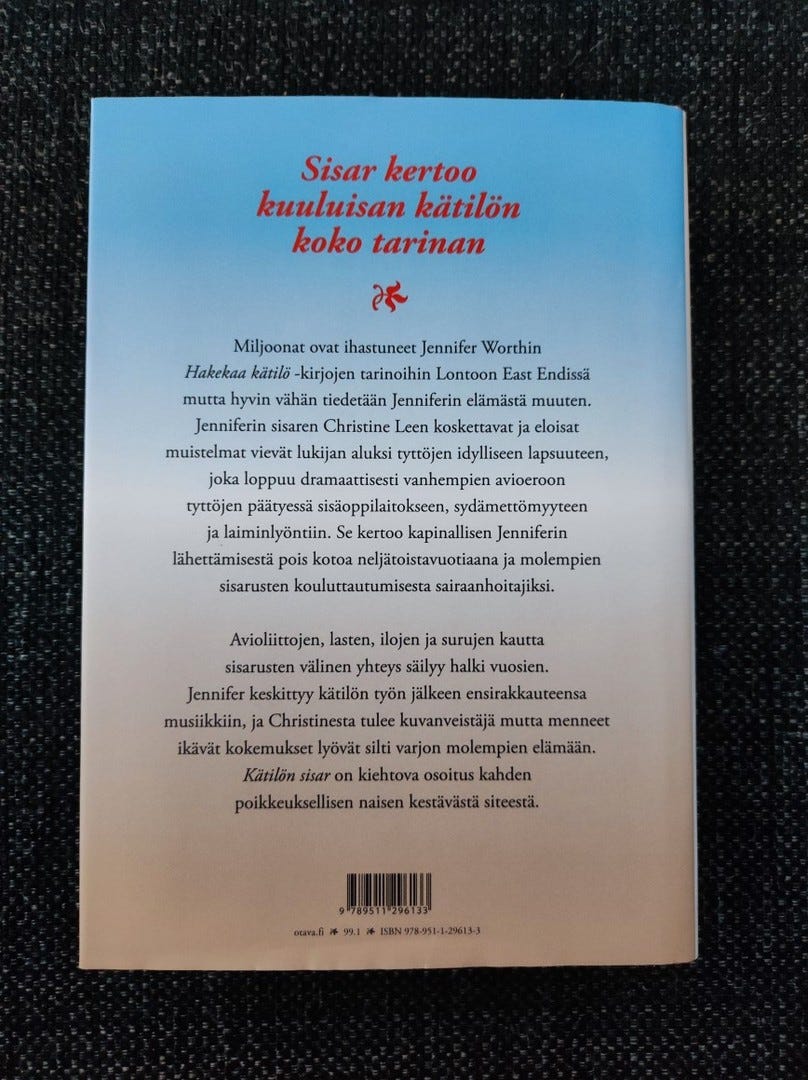 Sisar kertoo
kuuluisan kätilön
koko tarinan
Miljoonat ovat ihastuneet Jennifer Worthin
Hakekaa kätilö -kirjojen tarinoihin Lontoon East Endissä
mutta hyvin vähän tiedetään Jenniferin elämästä muuten.
Jenniferin sisaren Christine Leen koskettavat ja eloisat
muistelmat vievät lukijan aluksi tyttöjen idylliseen lapsuuteen,
joka loppuu dramaattisesti vanhempien avioeroon
tyttöjen päätyessä sisäoppilaitokseen, sydämettömyyteen
ja laiminlyöntiin. Se kertoo kapinallisen Jenniferin
lähettämisestä pois kotoa neljätoistavuotiaana ja molempien
sisarusten kouluttautumisesta sairaanhoitajiksi.
Avioliittojen, lasten, ilojen ja surujen kautta
sisarusten välinen yhteys säilyy halki vuosien.
Jennifer keskittyy kätilön työn jälkeen ensirakkauteensa
musiikkiin, ja Christinesta tulee kuvanveistäjä mutta menneet
ikävät kokemukset lyövät silti varjon molempien elämään.
Kätilön sisar on kiehtova osoitus kahden
poikkeuksellisen naisen kestävästä siteestä.
9 789511 296133
otava.fi 99.1 ISBN 978-951-1-29613-3